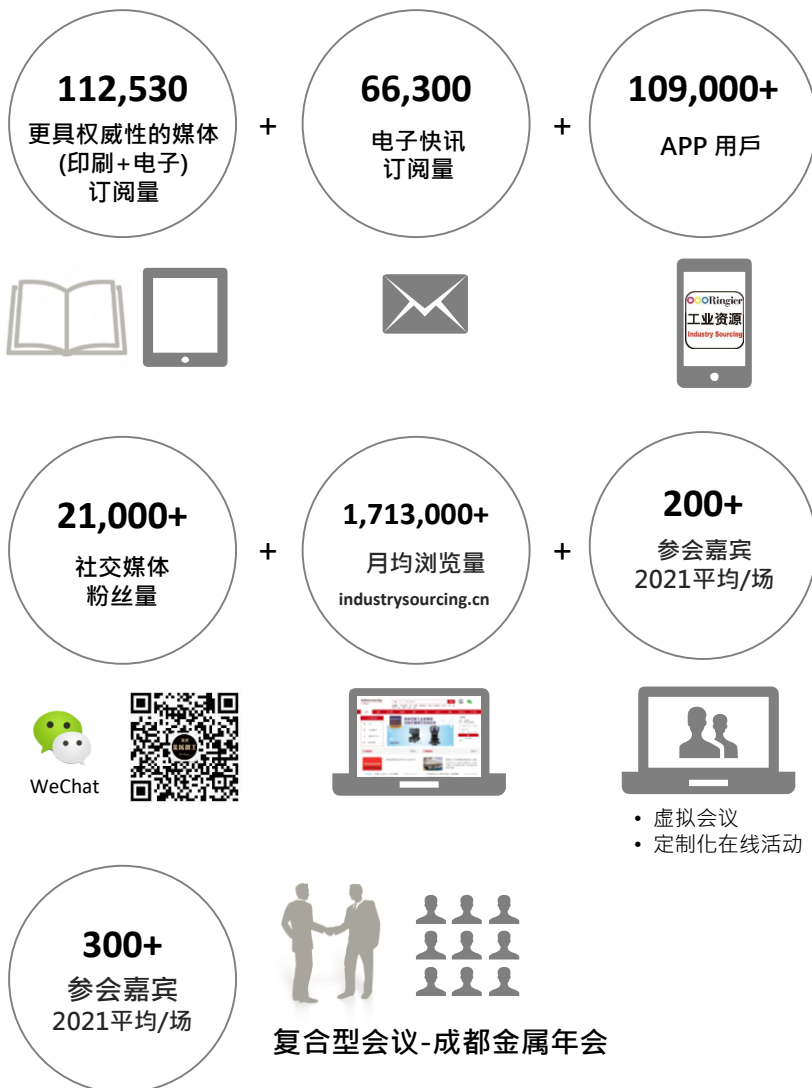 112,530
更具权威性的媒体
(印刷+电子)
订阅量
+
66,300
电子快讯
订阅量
+
109,000+
APP 用戶
Ringier
工业资源
Industry Sourcing
21,000+
社交媒体
粉丝量
+
1,713,000+
月均浏览量
industrysourcing.cn
+
200+
参会嘉宾
2021平均/场
WeChat
• 虚拟会议
• 定制化在线活动
300+
参会嘉宾
2021平均/场
复合型会议-成都金属年会